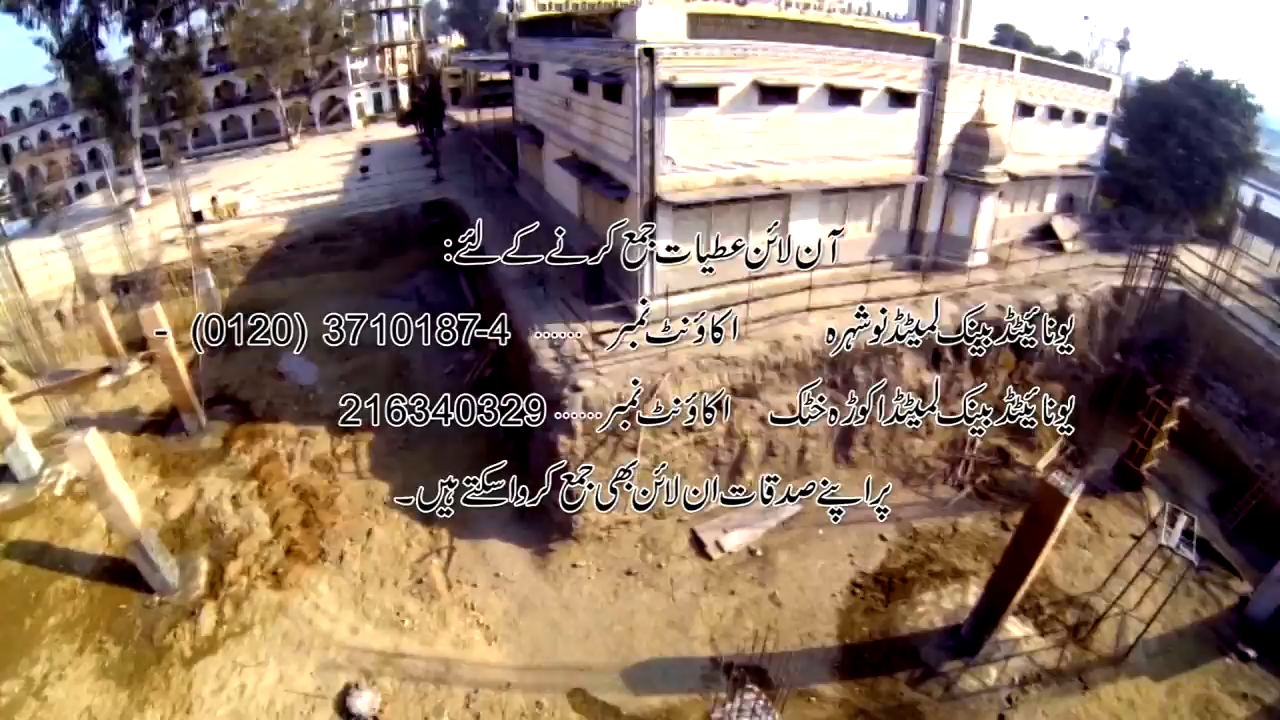 آن لائن عطیات جمع کرنے کے لئے:
یونائیٹڈ بینک لمیٹڈ نوشہرہ اکاؤنٹ نمبر ...... 3710187-4 (0120) -
یونائیٹڈ بینک لمیٹڈ اکوڑہ خٹک اکاؤنٹ نمبر ...... 216340329
پر اپنے صدقات ان لائن بھی جمع کرواسکتے ہیں ۔